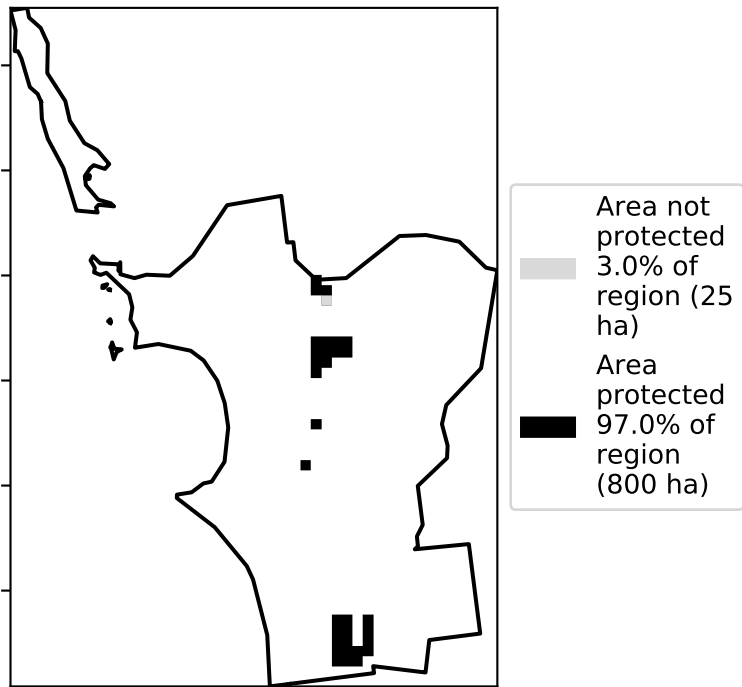 Area not
protected
3.0% of
region (25
ha)
Area
protected
97.0% of
region
(800 ha)